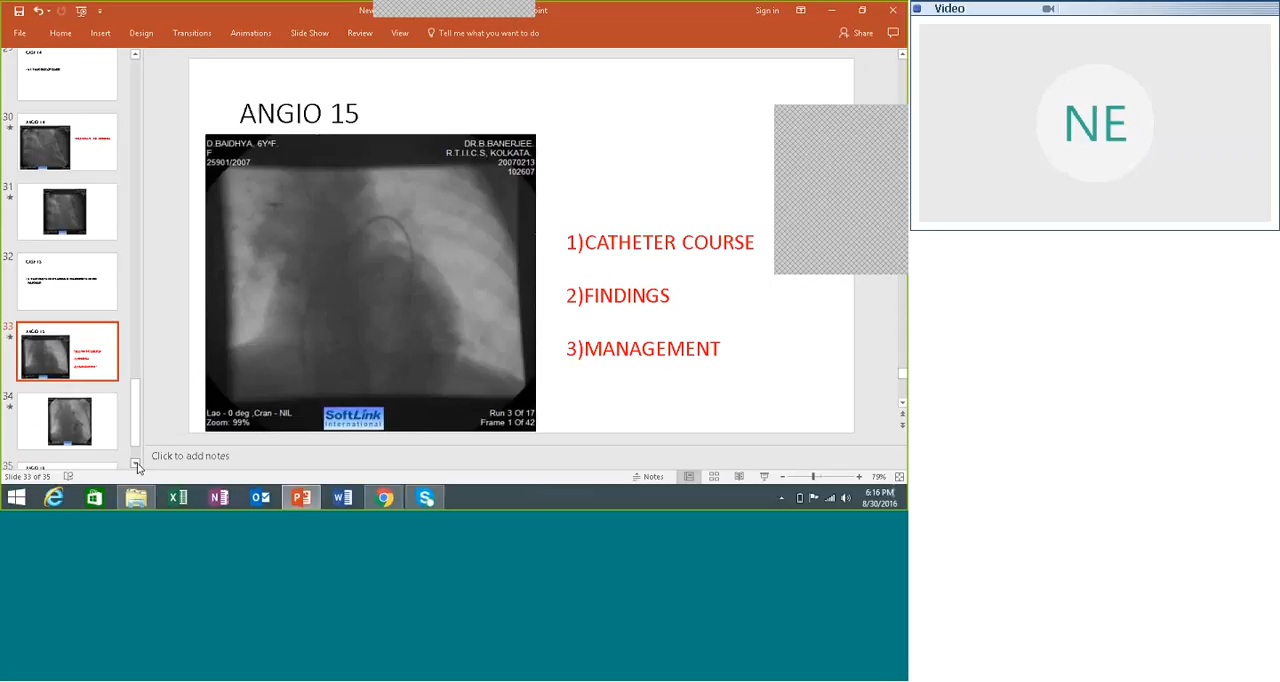 New
oint
Sign in
File
Home
Insert
Design
Transitions
Animations
Slide Show
Review
View
Tell me what you want to do
Share
30
31
32
33
34
35
ANGIO 15
D.BAIDHYA, 6Y*F.
F
25901/2007
DR.B.BANERJEE.
R.T.I.I.C.S, KOLKATA.
20070213
102607
Lao - 0 deg ,Cran - NIL
Zoom: 99%
SoftLink
International
Run 3 Of 17
Frame 1 Of 42
1)CATHETER COURSE
2)FINDINGS
3)MANAGEMENT
Click to add notes
Slide 33 of 35
Notes
79%
6:16 PM
8/30/2016
Video
NE